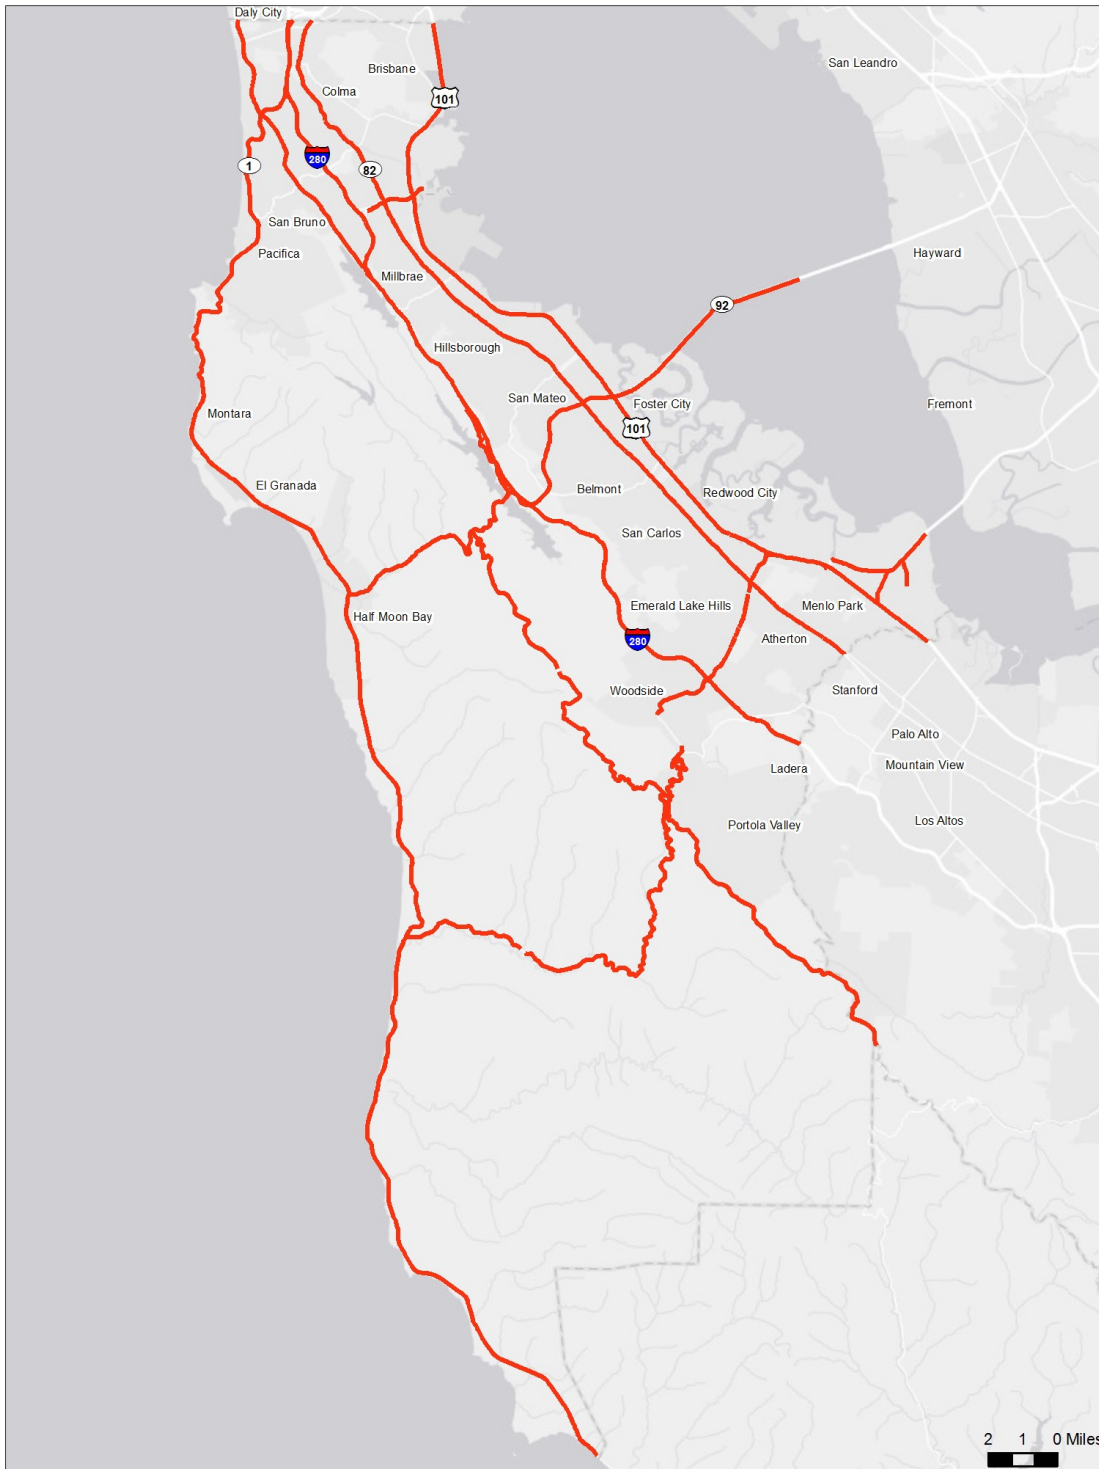 Daly City
San Leandro
Brisbane
Colma
101
280
1
82
San Bruno
Pacifica
Hayward
Millbrae
92
Hillsborough
San Mateo
Foster City
Fremont
Montara
101
El Granada
Belmont
Redwood City
San Carlos
Emerald Lake Hills
Menlo Park
Half Moon Bay
Atherton
280
Woodside
Stanford
Palo Alto
Mountain View
Ladera
Los Altos
Portola Valley
2 1 0 Miles